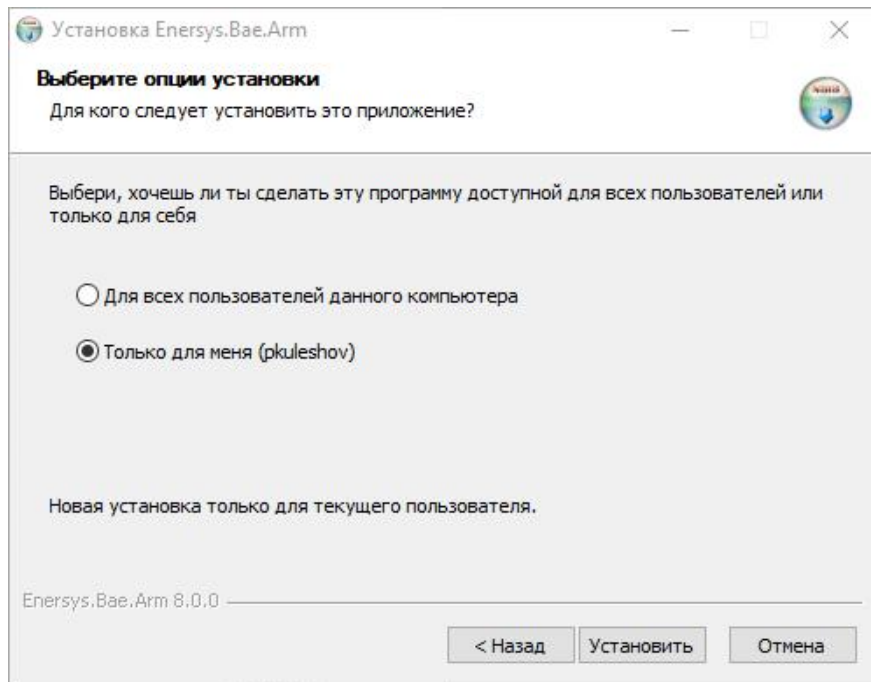 Установка Enersys.Bae.Arm
Выберите опции установки
Для кого следует установить это приложение?
Выбери, хочешь ли ты сделать эту программу доступной для всех пользователей или
только для себя
Для всех пользователей данного компьютера
Только для меня (pkuleshov)
Новая установка только для текущего пользователя.
Enersys.Bae.Arm 8.0.0
< Назад Установить Отмена